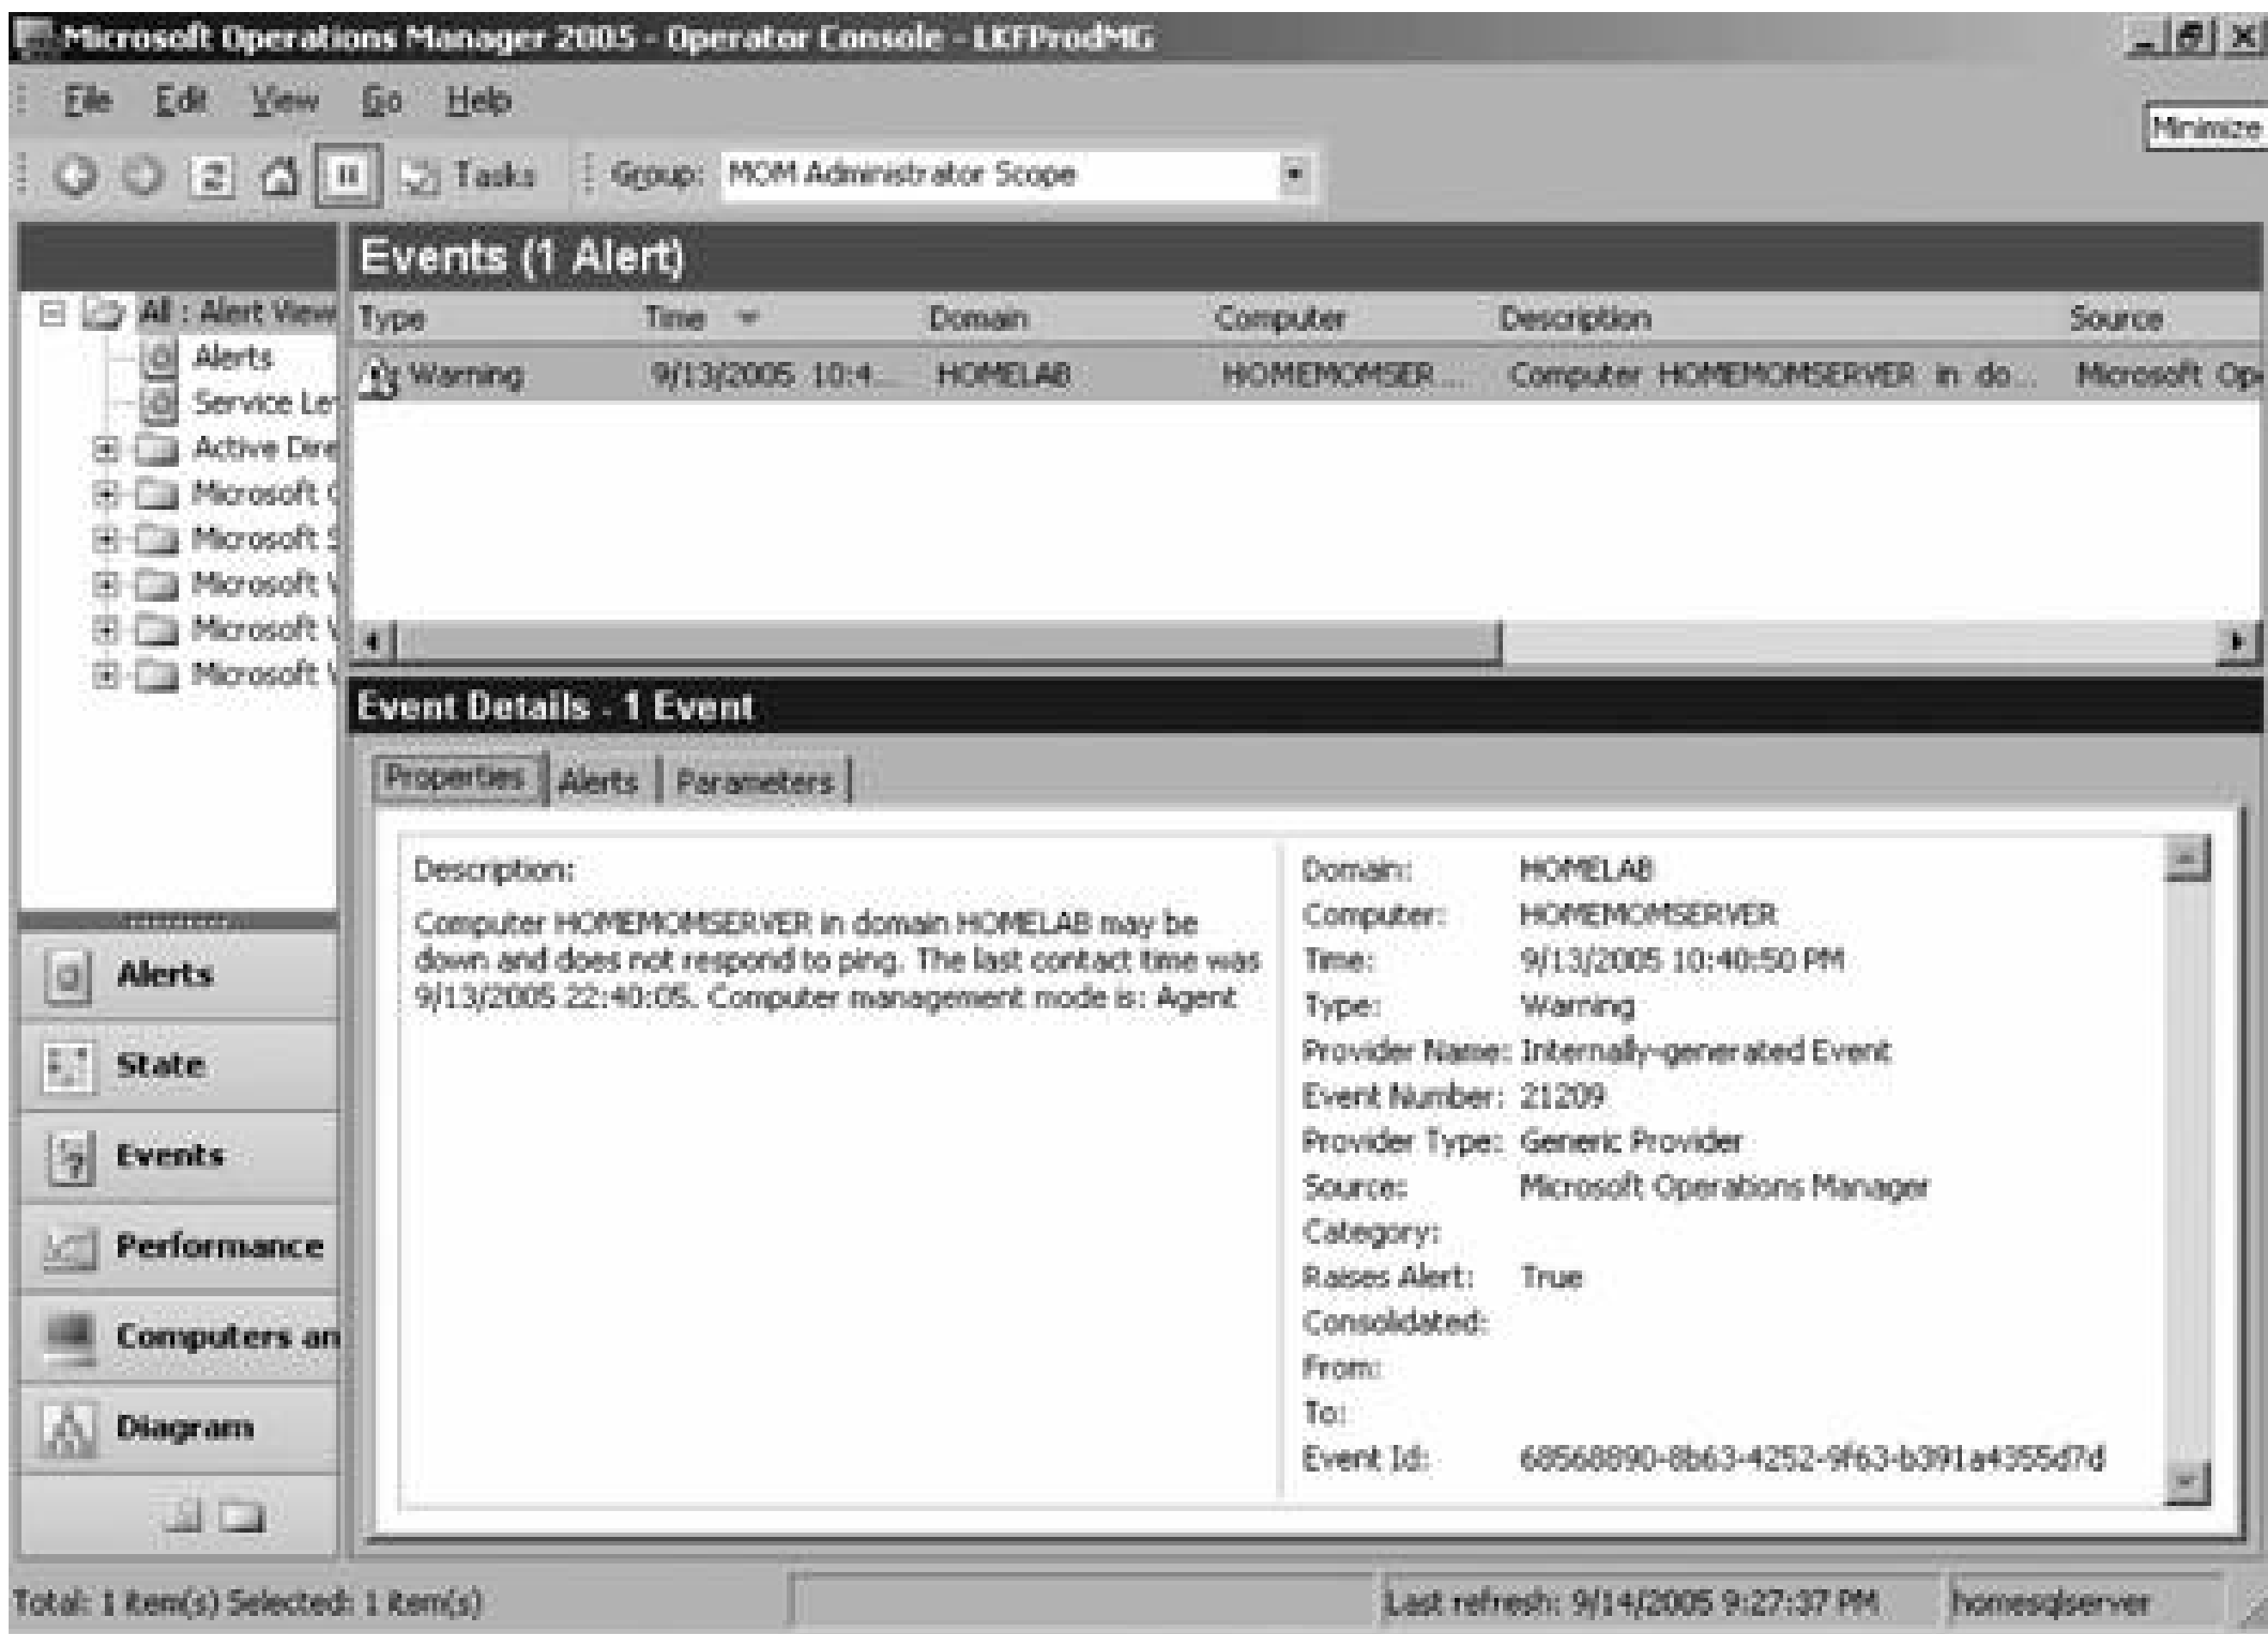 Microsoft Operations Manager 2005 - Operator Console - LKFProdMG
File Edit View Go Help
Minimize
Tasks Group: MOM Administrator Scope
Events (1 Alert)
All : Alert View
Alerts
Service Le
Active Dire
Microsoft
Microsoft S
Microsoft
Microsoft
Microsoft
Type Time Domain Computer Description Source
Warning 9/13/2005 10:4... HOMELAB HOMEMOMSER... Computer HOMEMOMSERVER in do... Microsoft Op
Event Details - 1 Event
Properties Alerts Parameters
Description:
Computer HOMEMOMSERVER in domain HOMELAB may be
down and does not respond to ping. The last contact time was
9/13/2005 22:40:05. Computer management mode is: Agent
Domain: HOMELAB
Computer: HOMEMOMSERVER
Time: 9/13/2005 10:40:50 PM
Type: Warning
Provider Name: Internally-generated Event
Event Number: 21209
Provider Type: Generic Provider
Source: Microsoft Operations Manager
Category:
Raises Alert: True
Consolidated:
From:
To:
Event Id: 68568890-8b63-4252-9f63-b391a4355d7d
Alerts
State
Events
Performance
Computers an
Diagram
Total: 1 item(s) Selected: 1 item(s)
Last refresh: 9/14/2005 9:27:37 PM
homesqlserver